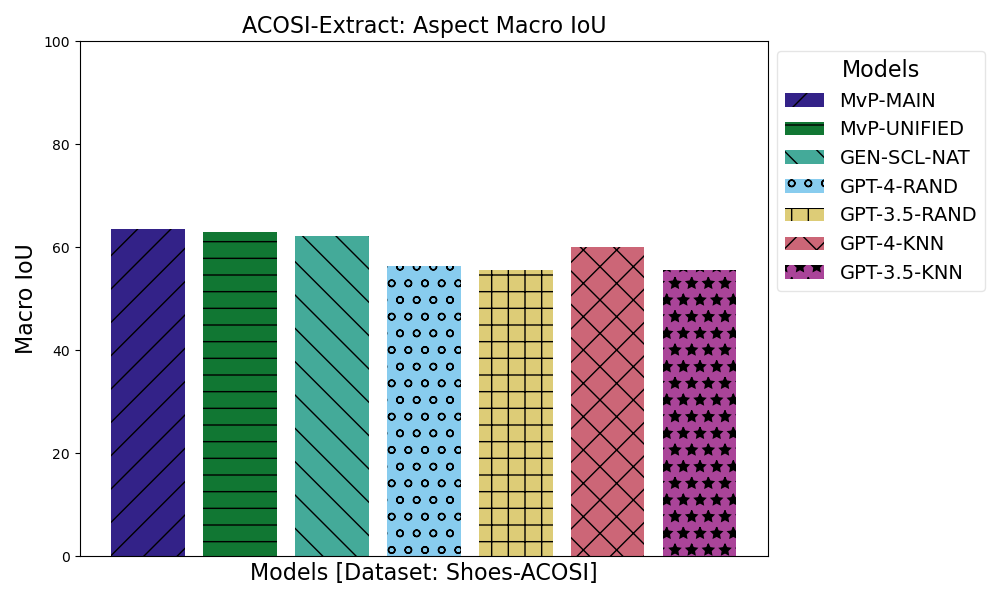 ACOSI-Extract: Aspect Macro IoU
Macro IoU
100
80
60
40
20
0
Models [Dataset: Shoes-ACOSI]
Models
MvP-MAIN
MvP-UNIFIED
GEN-SCL-NAT
GPT-4-RAND
GPT-3.5-RAND
GPT-4-KNN
GPT-3.5-KNN